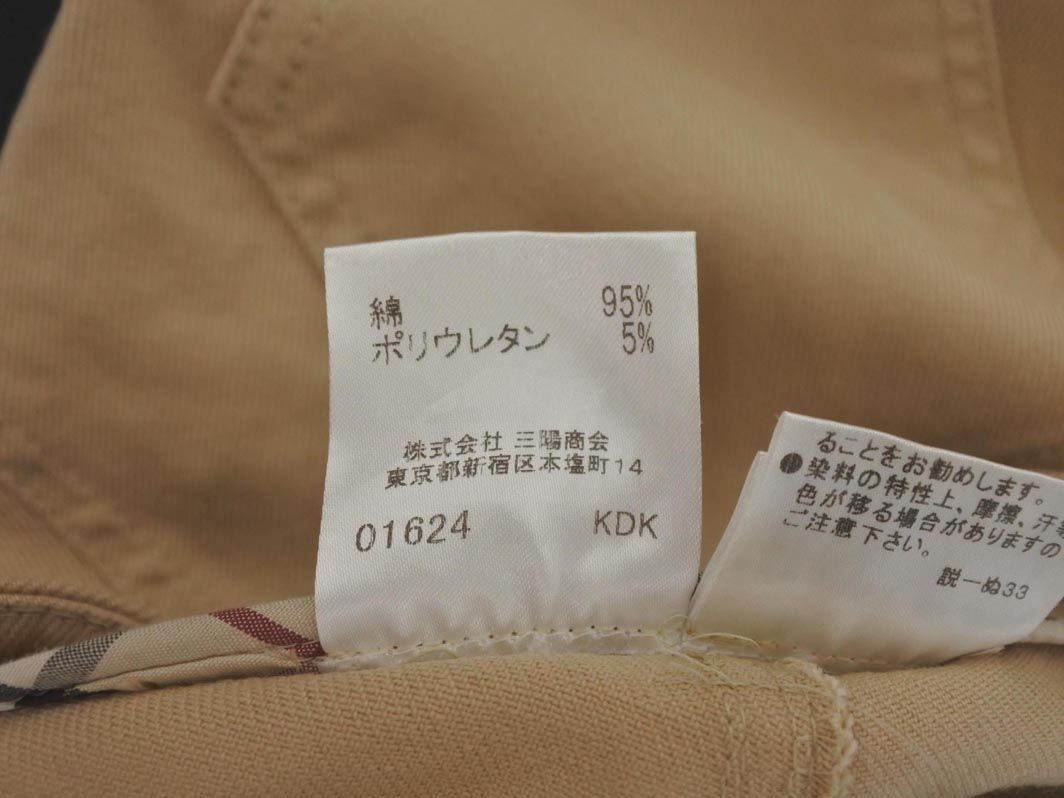 綿 95%
ポリウレタン 5%
株式会社 三陽商会
東京都新宿区本塩町14
01624 KDK
ることをお勧めします。
●染料の特性上、摩擦、汗
色が移る場合がありますの
ご注意下さい。
説ーぬ33